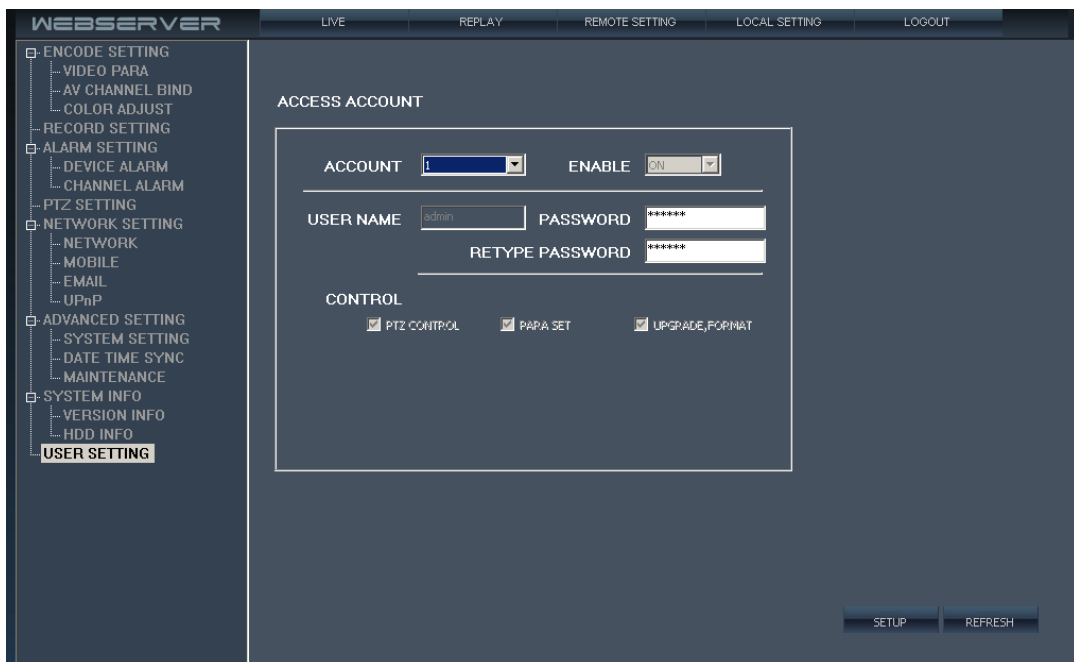 WEBSERVER
LIVE REPLAY REMOTE SETTING LOCAL SETTING LOGOUT
ENCODE SETTING
VIDEO PARA
AV CHANNEL BIND
COLOR ADJUST
RECORD SETTING
ALARM SETTING
DEVICE ALARM
CHANNEL ALARM
PTZ SETTING
NETWORK SETTING
NETWORK
MOBILE
EMAIL
UPnP
ADVANCED SETTING
SYSTEM SETTING
DATE TIME SYNC
MAINTENANCE
SYSTEM INFO
VERSION INFO
HDD INFO
USER SETTING
ACCESS ACCOUNT
ACCOUNT 1 ENABLE ON
USER NAME admin PASSWORD ******
RETYPE PASSWORD ******
CONTROL
PTZ CONTROL PARA SET UPGRADE,FORMAT
SETUP REFRESH